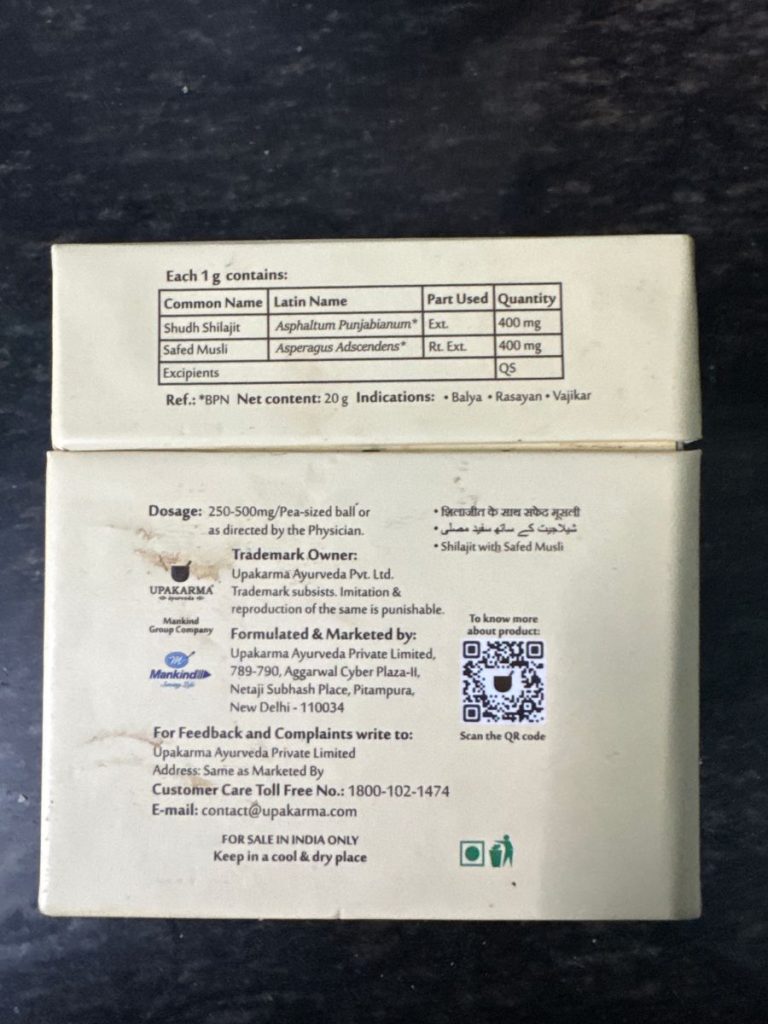 Each 1 g contains:
Common Name Latin Name Part Used Quantity
Shudh Shilajit Asphaltum Punjabianum* Ext. 400 mg
Safed Musli Asperagus Adscendens* Rt. Ext. 400 mg
Excipients QS
Ref.: *BPN Net content: 20 g Indications: • Balya • Rasayan • Vajikar
Dosage: 250-500mg/Pea-sized ball or
as directed by the Physician.
• शिलाजीत के साथ सफेद मूसली
• شیلاجیت کے ساتھ سفید مصلی
• Shilajit with Safed Musli
Trademark Owner:
Upakarma Ayurveda Pvt. Ltd.
Trademark subsists. Imitation &
reproduction of the same is punishable.
UPAKARMA
Ayurveda
Mankind
Group Company
Mankind
Serving Life
Formulated & Marketed by:
Upakarma Ayurveda Private Limited,
789-790, Aggarwal Cyber Plaza-II,
Netaji Subhash Place, Pitampura,
New Delhi - 110034
To know more
about product:
Scan the QR code
For Feedback and Complaints write to:
Upakarma Ayurveda Private Limited
Address: Same as Marketed By
Customer Care Toll Free No.: 1800-102-1474
E-mail: contact@upakarma.com
FOR SALE IN INDIA ONLY
Keep in a cool & dry place